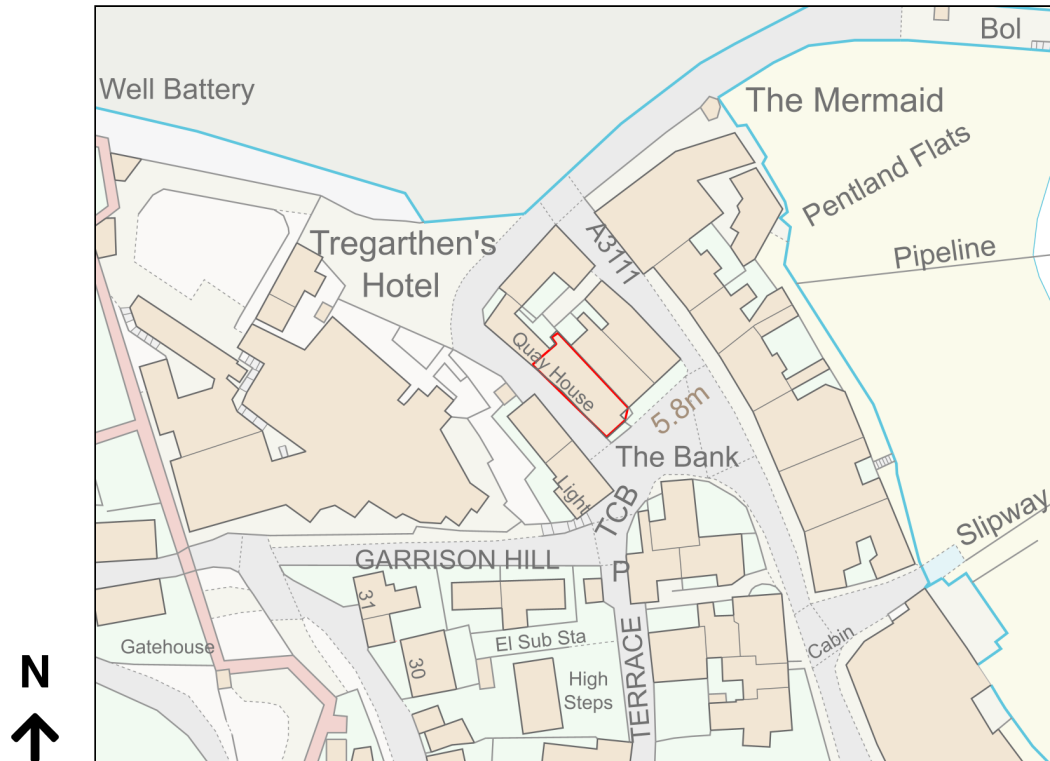 Bol
Well Battery
The Mermaid
Pentland Flats
Tregarthen's
Hotel
A3111
Pipeline
Quay House
5.8m
The Bank
Light
TCB
Slipway
GARRISON HILL
P
31
El Sub Sta
Cabin
Gatehouse
30
High
Steps
TERRACE
N